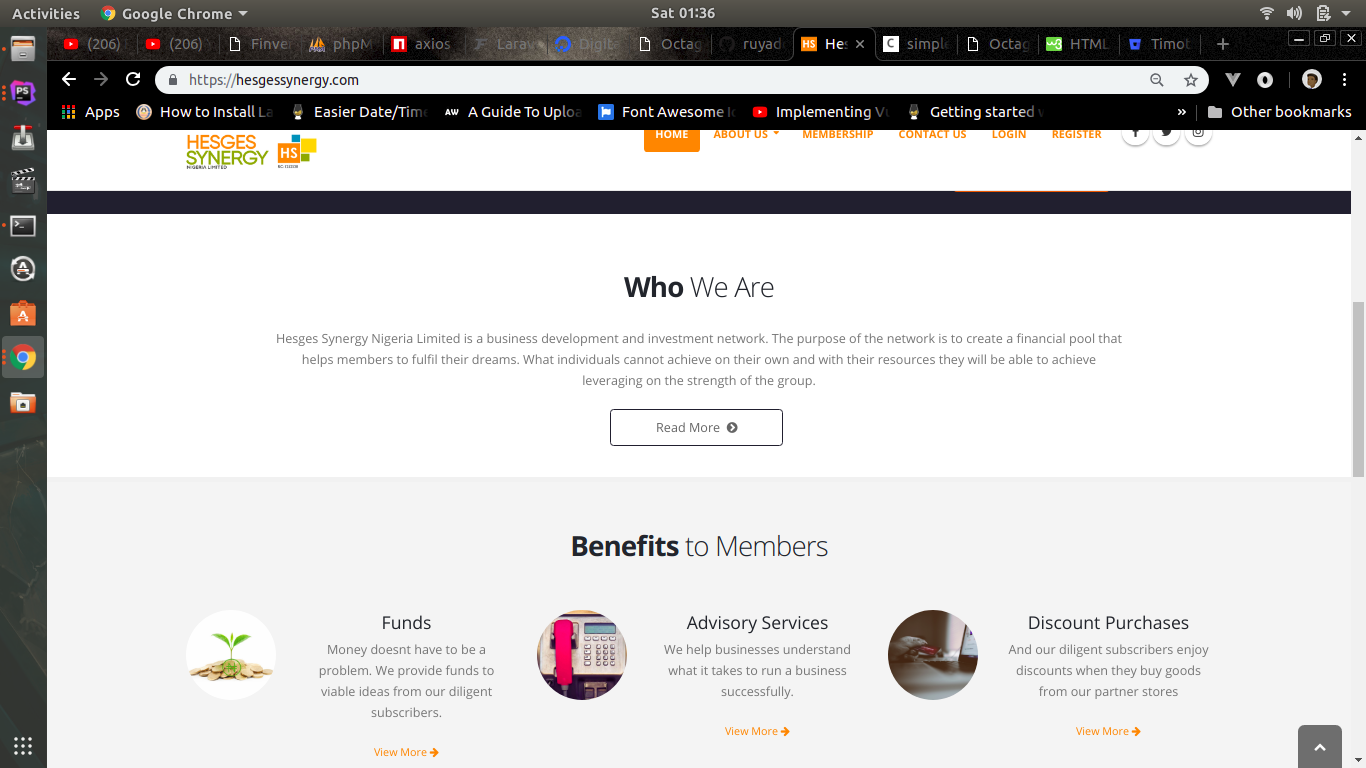 Activities
Google Chrome
Sat 01:36
(206)
(206)
phpM
axios
Octag
ruyad
simple
Octag
HTML
Timot
https://hesgessynergy.com
Apps
How to Install La
Easier Date/Time
AW
A Guide To Uploa
Font Awesome
Implementing
Getting started
»
Other bookmarks
HESGES
SYNERGY
NIGERIA LIMITED
HS
HOME
ABOUT US
MEMBERSHIP
CONTACT US
LOGIN
REGISTER
Who We Are
Hesges Synergy Nigeria Limited is a business development and investment network. The purpose of the network is to create a financial pool that
helps members to fulfil their dreams. What individuals cannot achieve on their own and with their resources they will be able to achieve
leveraging on the strength of the group.
Read More
Benefits to Members
Funds
Money doesnt have to be a
problem. We provide funds to
viable ideas from our diligent
subscribers.
View More
Advisory Services
We help businesses understand
what it takes to run a business
successfully.
View More
Discount Purchases
And our diligent subscribers enjoy
discounts when they buy goods
from our partner stores
View More